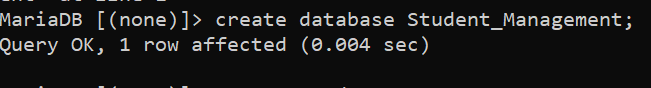 MariaDB [(none)]> create database Student_Management;
Query OK, 1 row affected (0.004 sec)